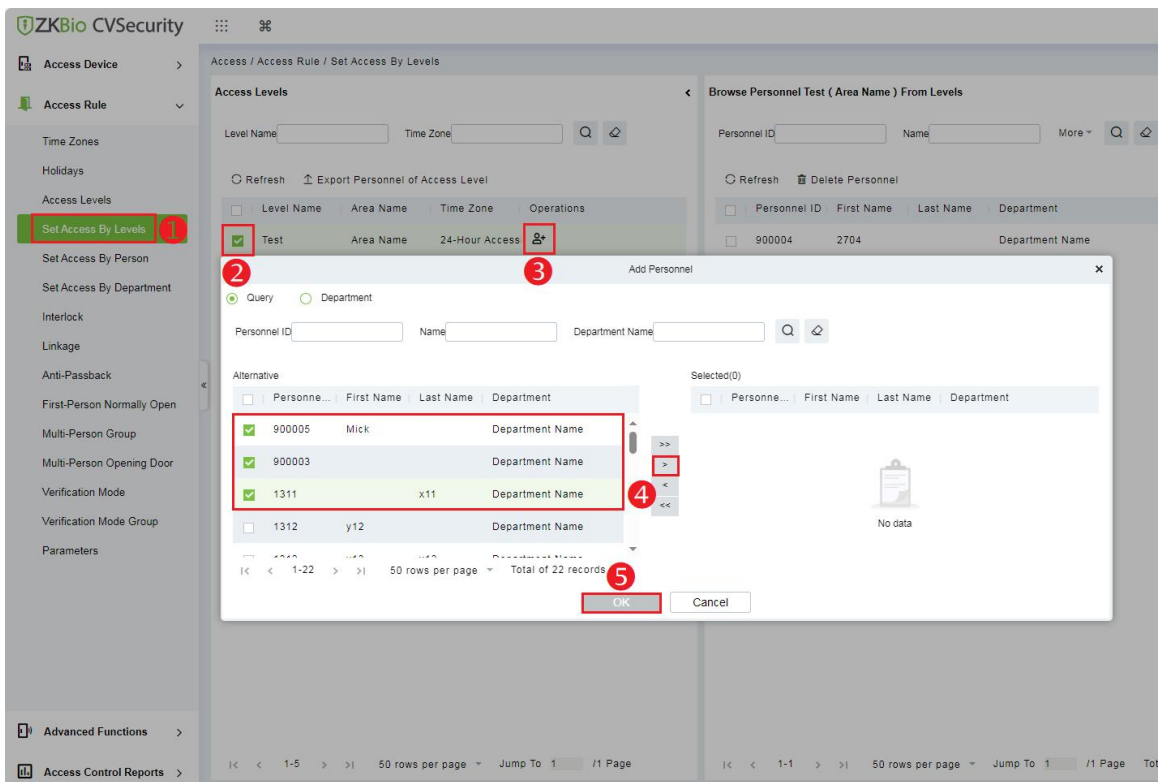 ZKBio CVSecurity
Access Device
Access Rule
Time Zones
Holidays
Access Levels
Set Access By Levels
1
Set Access By Person
Set Access By Department
Interlock
Linkage
Anti-Passback
First-Person Normally Open
Multi-Person Group
Multi-Person Opening Door
Verification Mode
Verification Mode Group
Parameters
Advanced Functions
Access Control Reports
Access / Access Rule / Set Access By Levels
Access Levels
Level Name Time Zone
Refresh Export Personnel of Access Level
Level Name Area Name Time Zone Operations
Test Area Name 24-Hour Access
2
3
Browse Personnel Test ( Area Name ) From Levels
Personnel ID Name More
Refresh Delete Personnel
Personnel ID First Name Last Name Department
900004 2704 Department Name
Add Personnel
Query Department
Personnel ID Name Department Name
Alternative
Personne... First Name Last Name Department
900005 Mick Department Name
900003 Department Name
1311 x11 Department Name
1312 y12 Department Name
|< < 1-22 > >| 50 rows per page Total of 22 records
>>
>
<
<<
4
Selected(0)
Personne... First Name Last Name Department
No data
5
OK Cancel
|< < 1-5 > >| 50 rows per page Jump To 1 /1 Page
|< < 1-1 > >| 50 rows per page Jump To 1 /1 Page Tot